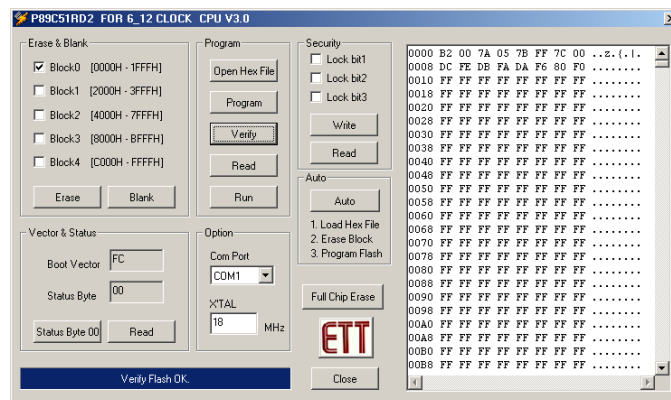 P89C51RD2 FOR 6_12 CLOCK CPU V3.0
Erase & Blank
Block0 [0000H - 1FFFH]
Block1 [2000H - 3FFFH]
Block2 [4000H - 7FFFH]
Block3 [8000H - BFFFH]
Block4 [C000H - FFFFH]
Erase Blank
Program
Open Hex File
Program
Verify
Read
Run
Security
Lock bit1
Lock bit2
Lock bit3
Write
Read
Auto
Auto
1. Load Hex File
2. Erase Block
3. Program Flash
Vector & Status
Boot Vector FC
Status Byte 00
Status Byte 00 Read
Option
Com Port
COM1
X'TAL
18 MHz
Full Chip Erase
ETT
Close
Verify Flash OK.
0000 B2 00 7A 05 7B FF 7C 00 ..z.{.|.
0008 DC FE DB FA DA F6 80 F0 ........
0010 FF FF FF FF FF FF FF FF ........
0018 FF FF FF FF FF FF FF FF ........
0020 FF FF FF FF FF FF FF FF ........
0028 FF FF FF FF FF FF FF FF ........
0030 FF FF FF FF FF FF FF FF ........
0038 FF FF FF FF FF FF FF FF ........
0040 FF FF FF FF FF FF FF FF ........
0048 FF FF FF FF FF FF FF FF ........
0050 FF FF FF FF FF FF FF FF ........
0058 FF FF FF FF FF FF FF FF ........
0060 FF FF FF FF FF FF FF FF ........
0068 FF FF FF FF FF FF FF FF ........
0070 FF FF FF FF FF FF FF FF ........
0078 FF FF FF FF FF FF FF FF ........
0080 FF FF FF FF FF FF FF FF ........
0088 FF FF FF FF FF FF FF FF ........
0090 FF FF FF FF FF FF FF FF ........
0098 FF FF FF FF FF FF FF FF ........
00A0 FF FF FF FF FF FF FF FF ........
00A8 FF FF FF FF FF FF FF FF ........
00B0 FF FF FF FF FF FF FF FF ........
00B8 FF FF FF FF FF FF FF FF ........